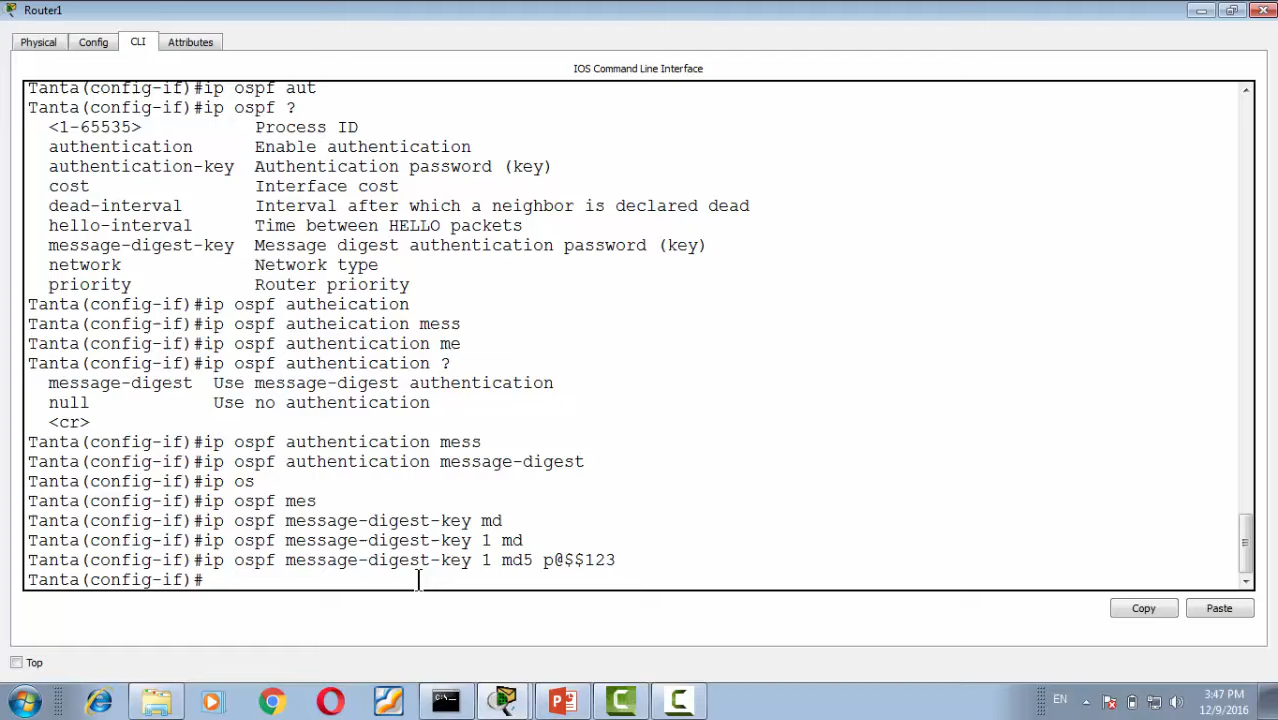 Router1
Physical Config CLI Attributes
IOS Command Line Interface
Tanta(config-if)#ip ospf aut
Tanta(config-if)#ip ospf ?
<1-65535> Process ID
authentication Enable authentication
authentication-key Authentication password (key)
cost Interface cost
dead-interval Interval after which a neighbor is declared dead
hello-interval Time between HELLO packets
message-digest-key Message digest authentication password (key)
network Network type
priority Router priority
Tanta(config-if)#ip ospf autheication
Tanta(config-if)#ip ospf autheication mess
Tanta(config-if)#ip ospf authentication me
Tanta(config-if)#ip ospf authentication ?
message-digest Use message-digest authentication
null Use no authentication
<cr>
Tanta(config-if)#ip ospf authentication mess
Tanta(config-if)#ip ospf authentication message-digest
Tanta(config-if)#ip os
Tanta(config-if)#ip ospf mes
Tanta(config-if)#ip ospf message-digest-key md
Tanta(config-if)#ip ospf message-digest-key 1 md
Tanta(config-if)#ip ospf message-digest-key 1 md5 p@$$123
Tanta(config-if)#
Copy Paste
Top
EN 3:47 PM
12/9/2016